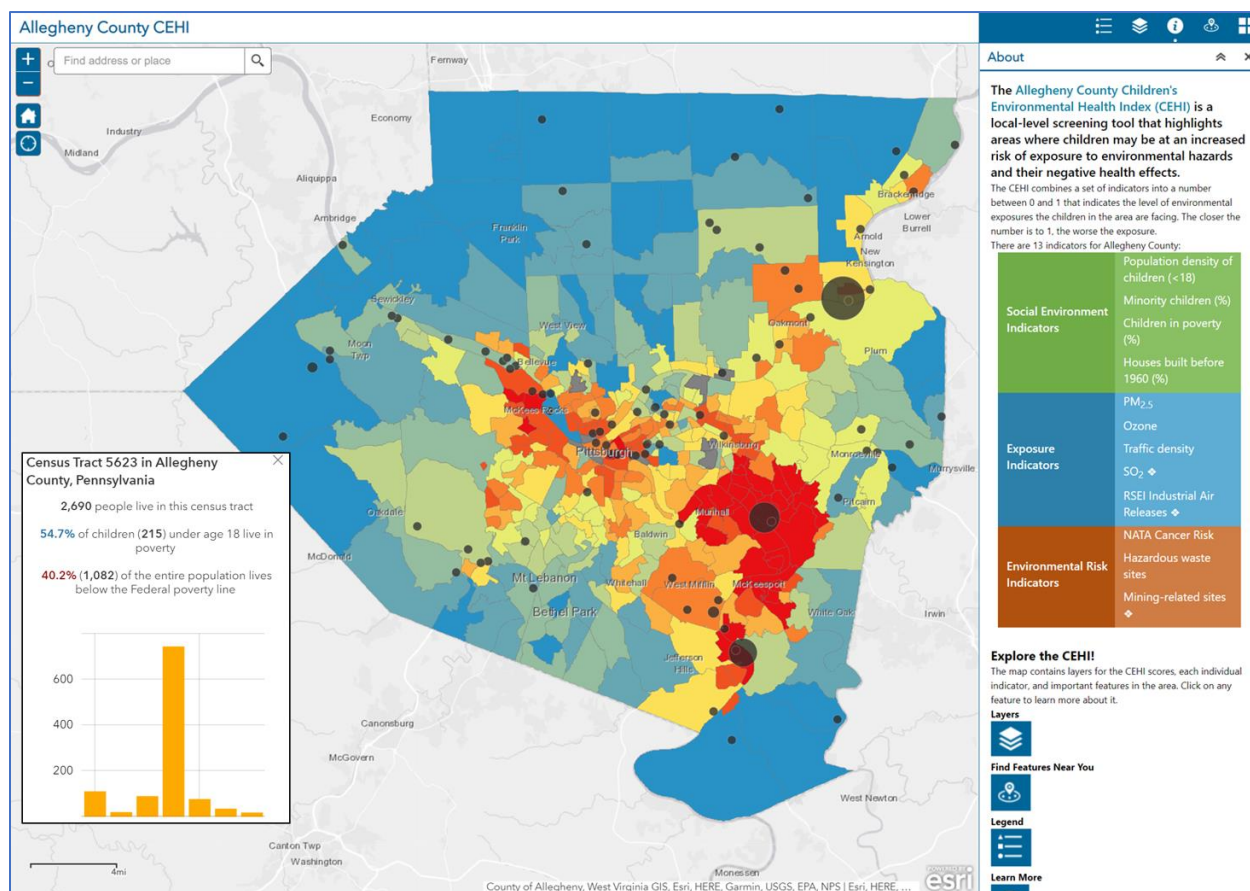 Allegheny County CEHI
+
−
Find address or place
Fernway
Economy
Industry
Midland
Aliquippa
Ambridge
Franklin
Park
Brackenridge
Lower
Burrell
Arnold
New
Kensington
Sewickley
West View
Oakmont
Moon
Twp
Bellevue
Plum
McKees Rocks
Pittsburgh
Wilkinsburg
Monroeville
Murrysville
Pitcairn
Oakdale
Munhall
McDonald
Baldwin
Mt Lebanon
Whitehall
West Mifflin
McKeesport
Bethel Park
White Oak
Irwin
Jefferson
Hills
Canonsburg
McGovern
West Newton
Canton Twp
Washington
Monessen
4mi
County of Allegheny, West Virginia GIS, Esri, HERE, Garmin, USGS, EPA, NPS | Esri, HERE, ...
POWERED BY
esri
Census Tract 5623 in Allegheny
County, Pennsylvania
2,690 people live in this census tract
54.7% of children (215) under age 18 live in
poverty
40.2% (1,082) of the entire population lives
below the Federal poverty line
600
400
200
About
The Allegheny County Children's
Environmental Health Index (CEHI) is a
local-level screening tool that highlights
areas where children may be at an increased
risk of exposure to environmental hazards
and their negative health effects.
The CEHI combines a set of indicators into a number
between 0 and 1 that indicates the level of environmental
exposures the children in the area are facing. The closer the
number is to 1, the worse the exposure.
There are 13 indicators for Allegheny County:
Social Environment
Indicators
Population density of
children (<18)
Minority children (%)
Children in poverty
(%)
Houses built before
1960 (%)
Exposure
Indicators
PM2.5
Ozone
Traffic density
SO2 ❖
RSEI Industrial Air
Releases ❖
Environmental Risk
Indicators
NATA Cancer Risk
Hazardous waste
sites
Mining-related sites
❖
Explore the CEHI!
The map contains layers for the CEHI scores, each individual
indicator, and important features in the area. Click on any
feature to learn more about it.
Layers
Find Features Near You
Legend
Learn More